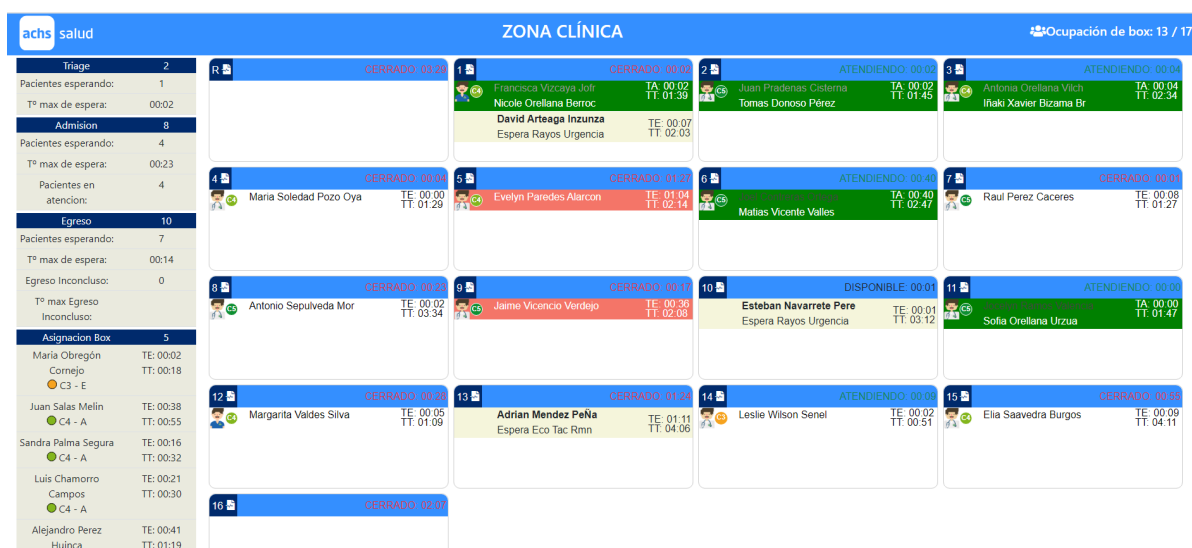 achs salud
ZONA CLÍNICA
Ocupación de box: 13 / 17
Triage 2
Pacientes esperando: 1
Tº max de espera: 00:02
Admision 8
Pacientes esperando: 4
Tº max de espera: 00:23
Pacientes en atencion: 4
Egreso 10
Pacientes esperando: 7
Tº max de espera: 00:14
Egreso Inconcluso: 0
Tº max Egreso Inconcluso:
Asignacion Box 5
María Obregón Cornejo TE: 00:02 TT: 00:18
C3 - E
Juan Salas Melin TE: 00:38
C4 - A TT: 00:55
Sandra Palma Segura TE: 00:16
C4 - A TT: 00:32
Luis Chamorro Campos TE: 00:21 TT: 00:30
C4 - A
Alejandro Perez Huinca TE: 00:41 TT: 01:19
R CERRADO: 03:20
1 CERRADO: 00:02
C4 Francisca Vizcaya Jofr TA: 00:02
Nicole Orellana Berroc TT: 01:39
David Arteaga Inzunza TE: 00:07
Espera Rayos Urgencia TT: 02:03
2 ATENDIENDO: 00:02
C5 Juan Pradenas Cisterna TA: 00:02
Tomas Donoso Pérez TT: 01:45
3 ATENDIENDO: 00:04
C4 Antonia Orellana Vilch TA: 00:04
Iñaki Xavier Bizama Br TT: 02:34
4 CERRADO: 00:04
C4 Maria Soledad Pozo Oya TE: 00:00
TT: 01:29
5 CERRADO: 01:27
C4 Evelyn Paredes Alarcon TE: 01:04
TT: 02:14
6 ATENDIENDO: 00:40
C5 TA: 00:40
Matias Vicente Valles TT: 02:47
7 CERRADO:
C5 Raul Perez Caceres TE: 00:08
TT: 01:27
8 CERRADO: 00:23
C5 Antonio Sepulveda Mor TE: 00:02
TT: 03:34
9 CERRADO: 00:17
C5 Jaime Vicencio Verdejo TE: 00:36
TT: 02:08
10 DISPONIBLE: 00:01
Esteban Navarrete Pere TE: 00:01
Espera Rayos Urgencia TT: 03:12
11 ATENDIENDO: 00:00
C5 TA: 00:00
Sofia Orellana Urzua TT: 01:47
12 CERRADO: 00:28
C4 Margarita Valdes Silva TE: 00:05
TT: 01:09
13 CERRADO: 01:24
Adrian Mendez PeÑa TE: 01:11
Espera Eco Tac Rmn TT: 04:06
14 ATENDIENDO: 00:09
C3 Leslie Wilson Senel TE: 00:02
TT: 00:51
15 CERRADO: 00:55
C4 Elia Saavedra Burgos TE: 00:09
TT: 04:11
16 CERRADO: 02:07